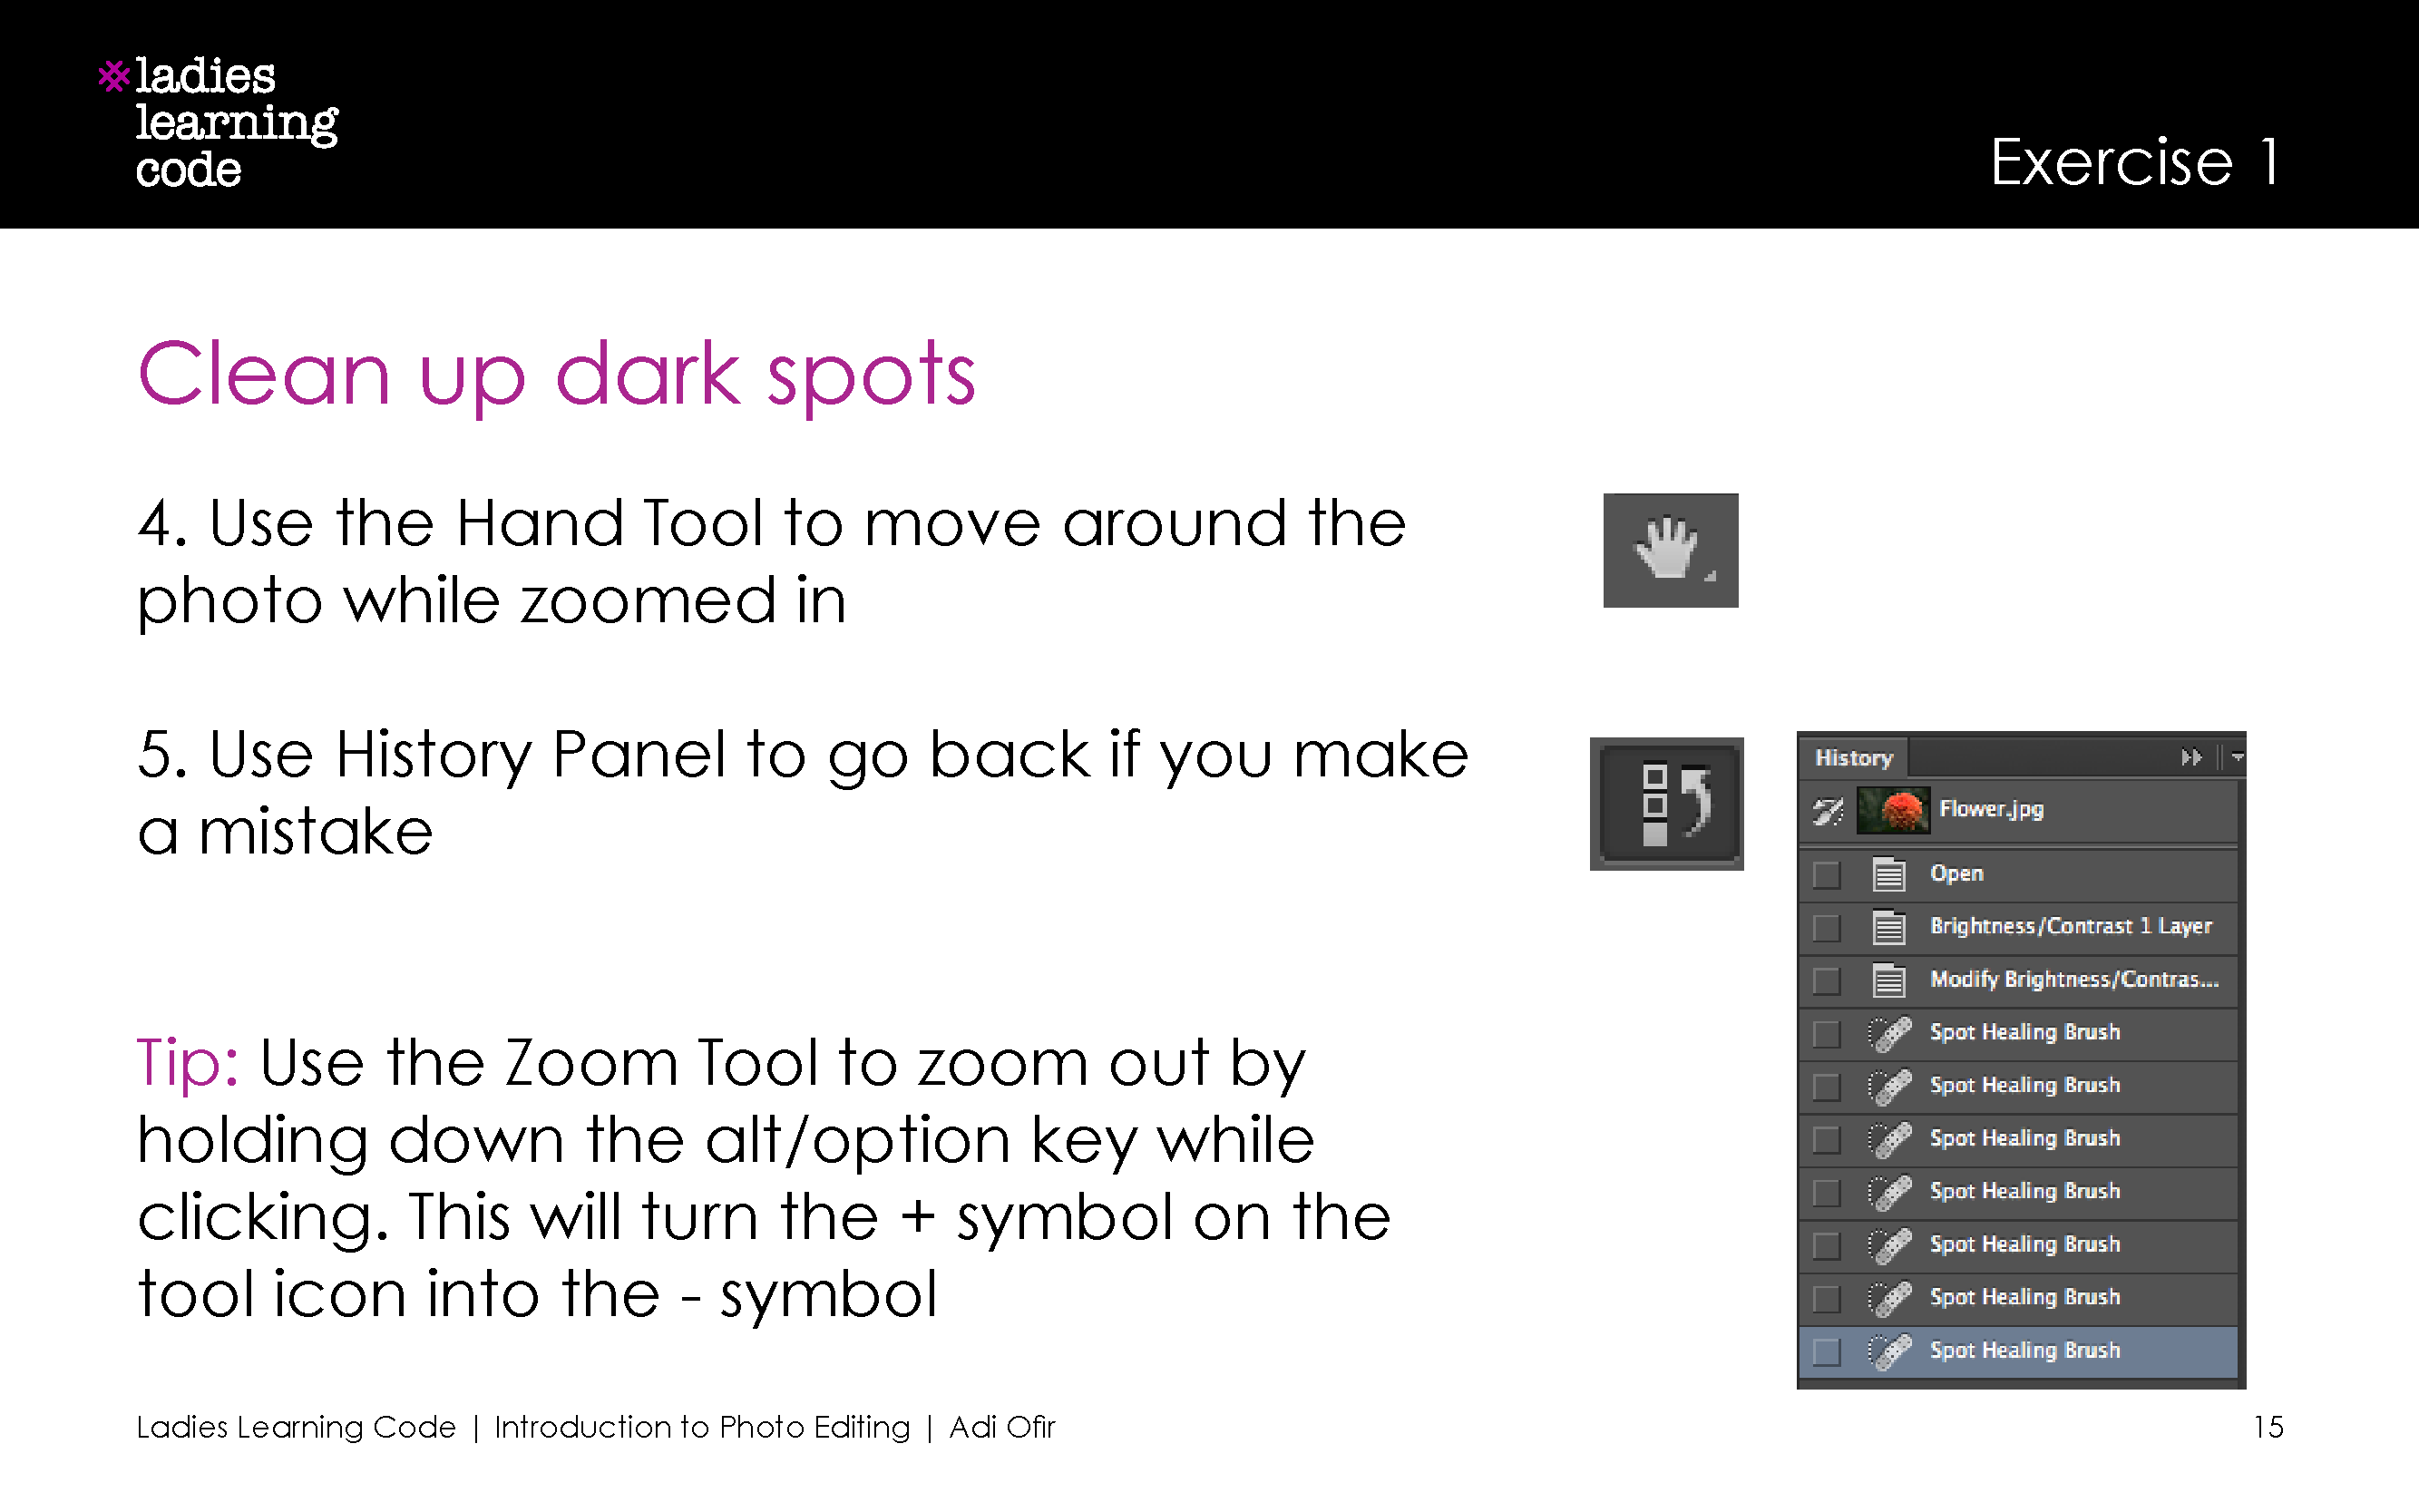 ladies
learning
code
Exercise 1
Clean up dark spots
4. Use the Hand Tool to move around the
photo while zoomed in
5. Use History Panel to go back if you make
a mistake
Tip: Use the Zoom Tool to zoom out by
holding down the alt/option key while
clicking. This will turn the + symbol on the
tool icon into the - symbol
History
Flower.jpg
Open
Brightness/Contrast 1 Layer
Modify Brightness/Contras...
Spot Healing Brush
Spot Healing Brush
Spot Healing Brush
Spot Healing Brush
Spot Healing Brush
Spot Healing Brush
Spot Healing Brush
Ladies Learning Code | Introduction to Photo Editing | Adi Ofir
15